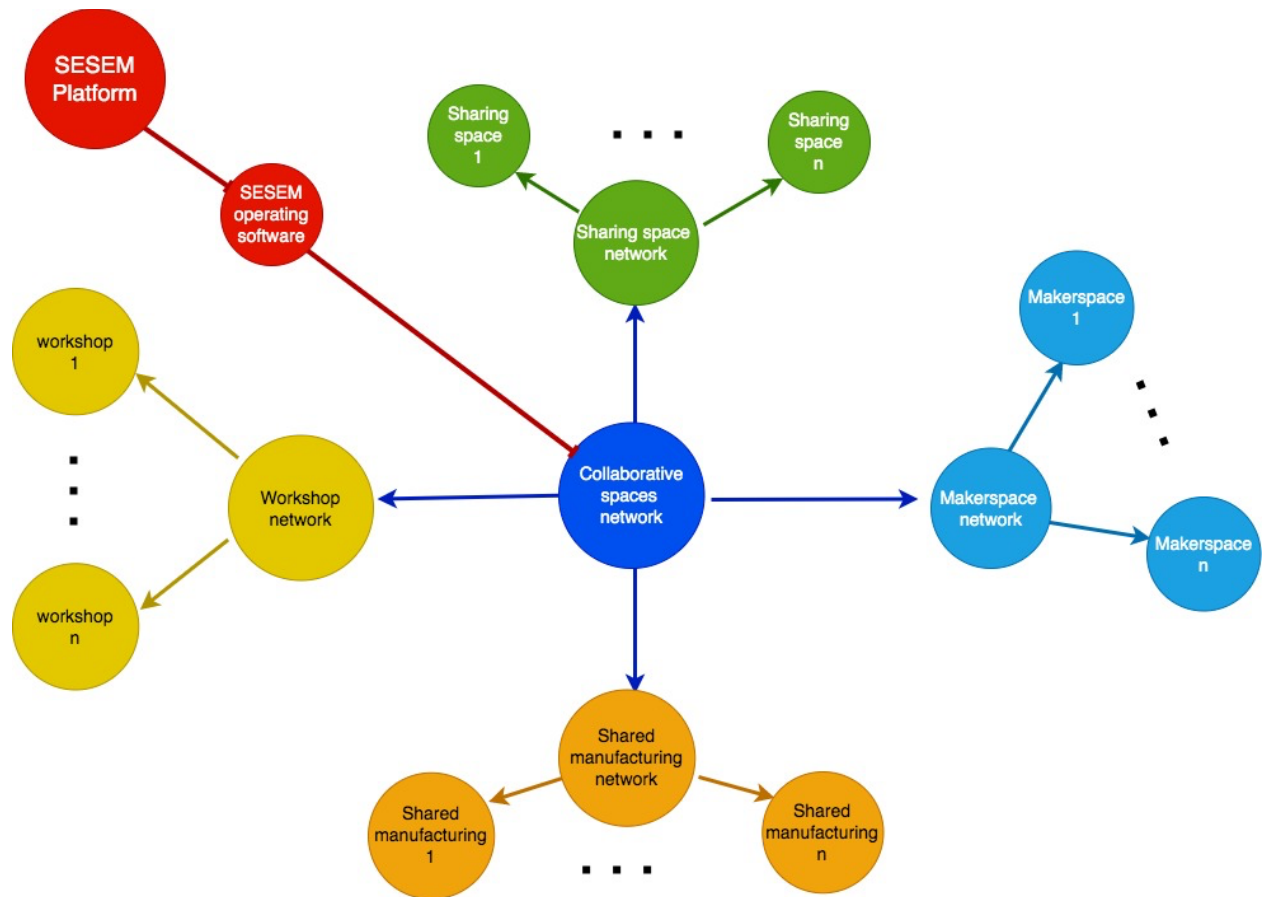 SESEM
Platform
SESEM
operating
software
Sharing
space
1
Sharing
space
n
Sharing space
network
workshop
1
Workshop
network
workshop
n
Collaborative
spaces
network
Makerspace
1
Makerspace
network
Makerspace
n
Shared
manufacturing
network
Shared
manufacturing
1
Shared
manufacturing
n